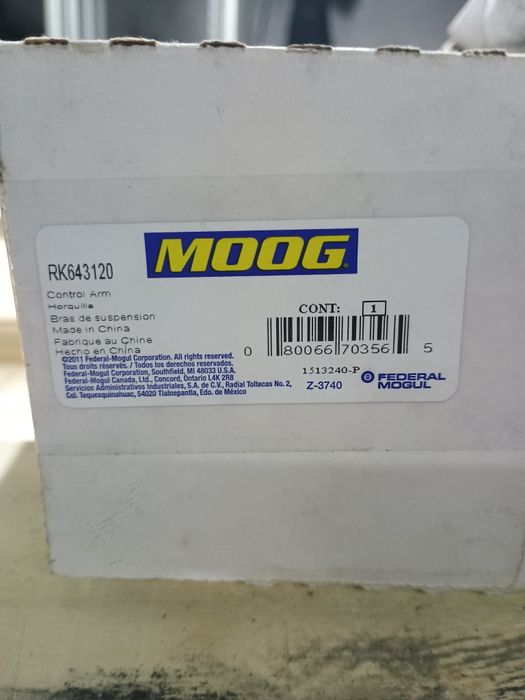 MOOG
RK643120
Control Arm
Horquilla
Bras de suspension
Made in China
Fabrique au Chine
Hecho en China
CONT: 1
0 80066 70356 5
1513240-P
Z-3740
FEDERAL
MOGUL
©2011 Federal-Mogul Corporation. All rights reserved.
Tous droits réservés./ Todos los derechos reservados.
Federal-Mogul Corporation, Southfield, MI 48033 U.S.A.
Federal-Mogul Canada, Ltd., Concord, Ontario L4K 2R8
Servicios Administrativos Industriales, S.A. de C.V., Radial Toltecas No. 2,
Col. Tequexquinahuac, 54020 Tlalnepantla, Edo. de México